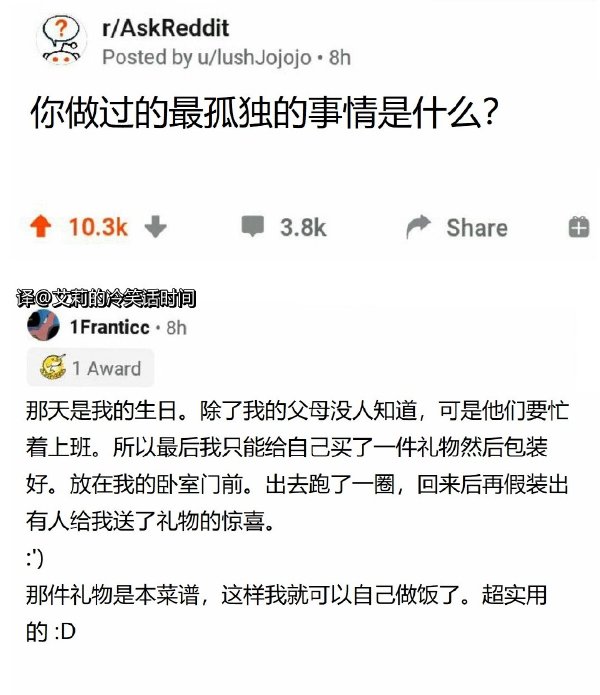 r/AskReddit
Posted by u/lushJojojo • 8h
你做过的最孤独的事情是什么？
10.3k 3.8k Share
译@艾莉的冷笑话时间
1Franticc • 8h
1 Award
那天是我的生日。除了我的父母没人知道，可是他们要忙
着上班。所以最后我只能给自己买了一件礼物然后包装
好。放在我的卧室门前。出去跑了一圈，回来后再假装出
有人给我送了礼物的惊喜。
:')
那件礼物是本菜谱，这样我就可以自己做饭了。超实用
的 :D